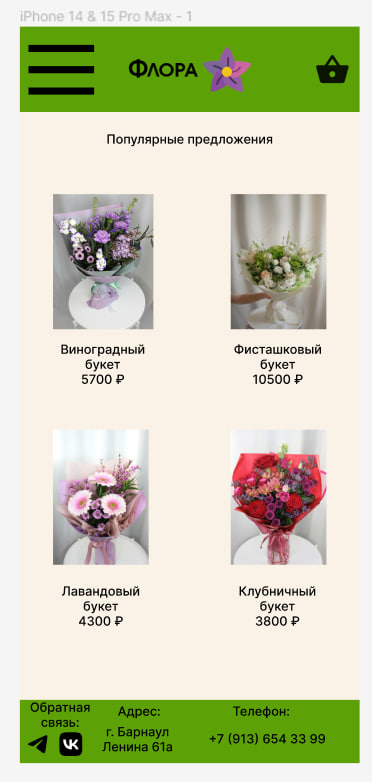 iPhone 14 & 15 Pro Max - 1
Флора
Популярные предложения
Виноградный
букет
5700 ₽
Фисташковый
букет
10500 ₽
Лавандовый
букет
4300 ₽
Клубничный
букет
3800 ₽
Обратная
связь:
Адрес:
г. Барнаул
Ленина 61а
Телефон:
+7 (913) 654 33 99